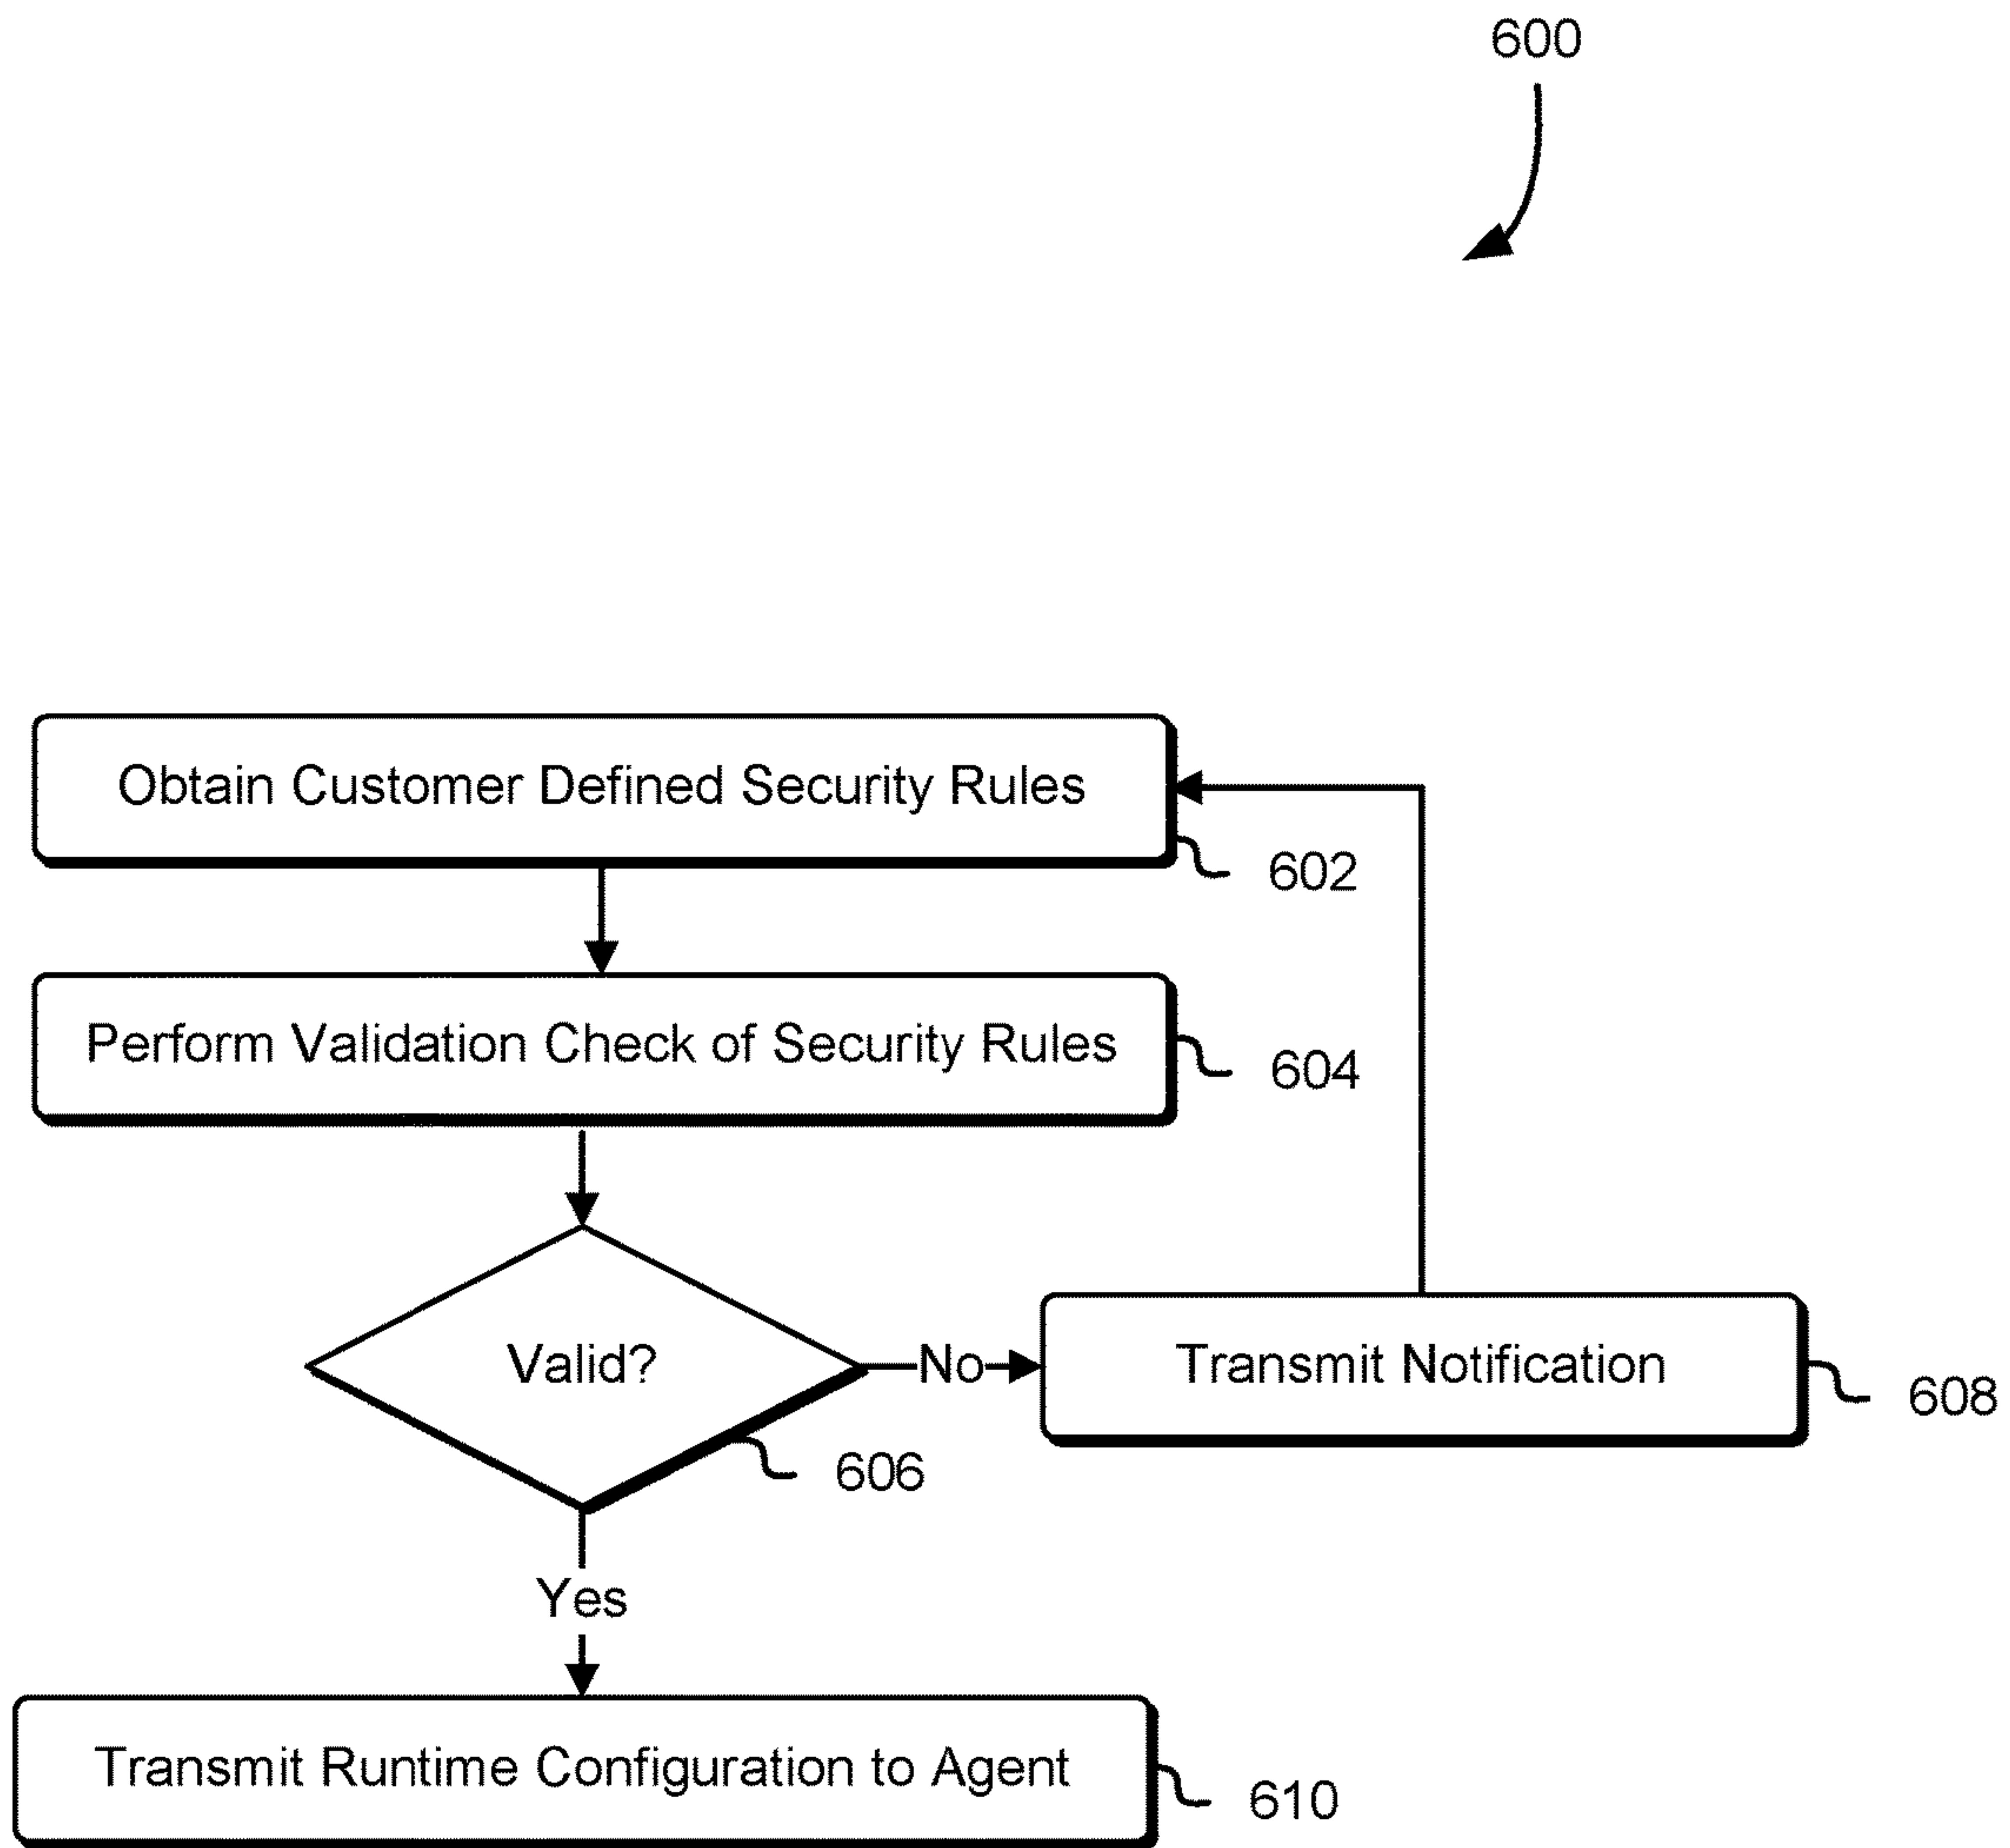 600
Obtain Customer Defined Security Rules
602
Perform Validation Check of Security Rules
604
Valid?
No
Transmit Notification
608
606
Yes
Transmit Runtime Configuration to Agent
610